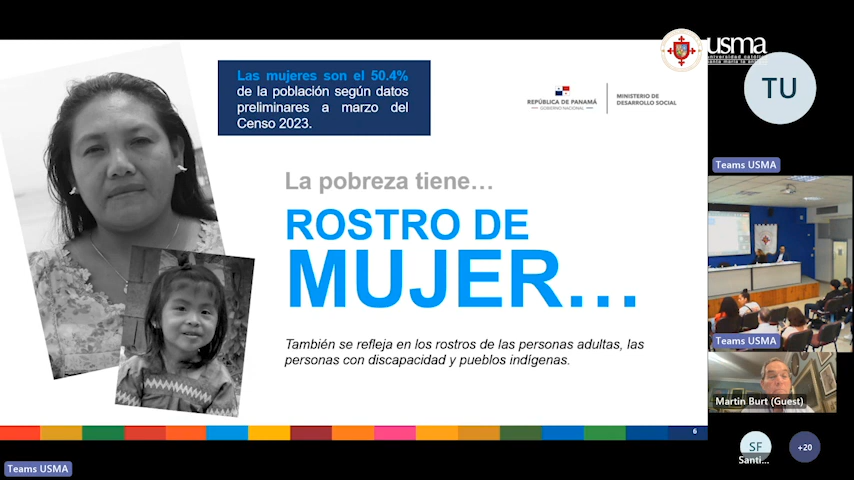 usma
Las mujeres son el 50.4%
de la población según datos
preliminares a marzo del
Censo 2023.
REPÚBLICA DE PANAMÁ
GOBIERNO NACIONAL
MINISTERIO DE
DESARROLLO SOCIAL
La pobreza tiene...
ROSTRO DE
MUJER...
También se refleja en los rostros de las personas adultas, las
personas con discapacidad y pueblos indígenas.
6
Teams USMA
TU
Teams USMA
Teams USMA
Martin Burt (Guest)
SF
Santi...
+20